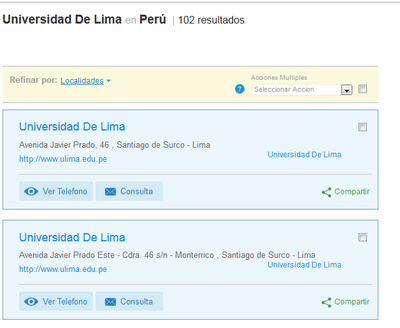 Universidad De Lima en Perú | 102 resultados
Acciones Multiples
Refinar por: Localidades
? Seleccionar Accion
Universidad De Lima
Avenida Javier Prado, 46 , Santiago de Surco - Lima
Universidad De Lima
http://www.ulima.edu.pe
Ver Telefono Consulta Compartir
Universidad De Lima
Avenida Javier Prado Este - Cdra. 46 s/n - Monterrico , Santiago de Surco - Lima
Universidad De Lima
http://www.ulima.edu.pe
Ver Telefono Consulta Compartir